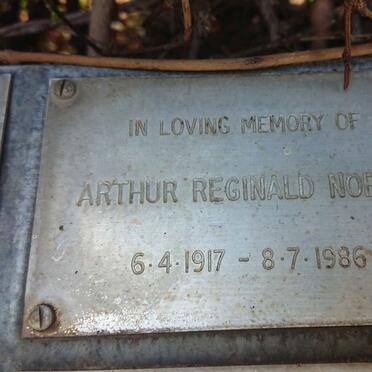 IN LOVING MEMORY OF
ARTHUR REGINALD
6·4·1917 - 8·7·1986